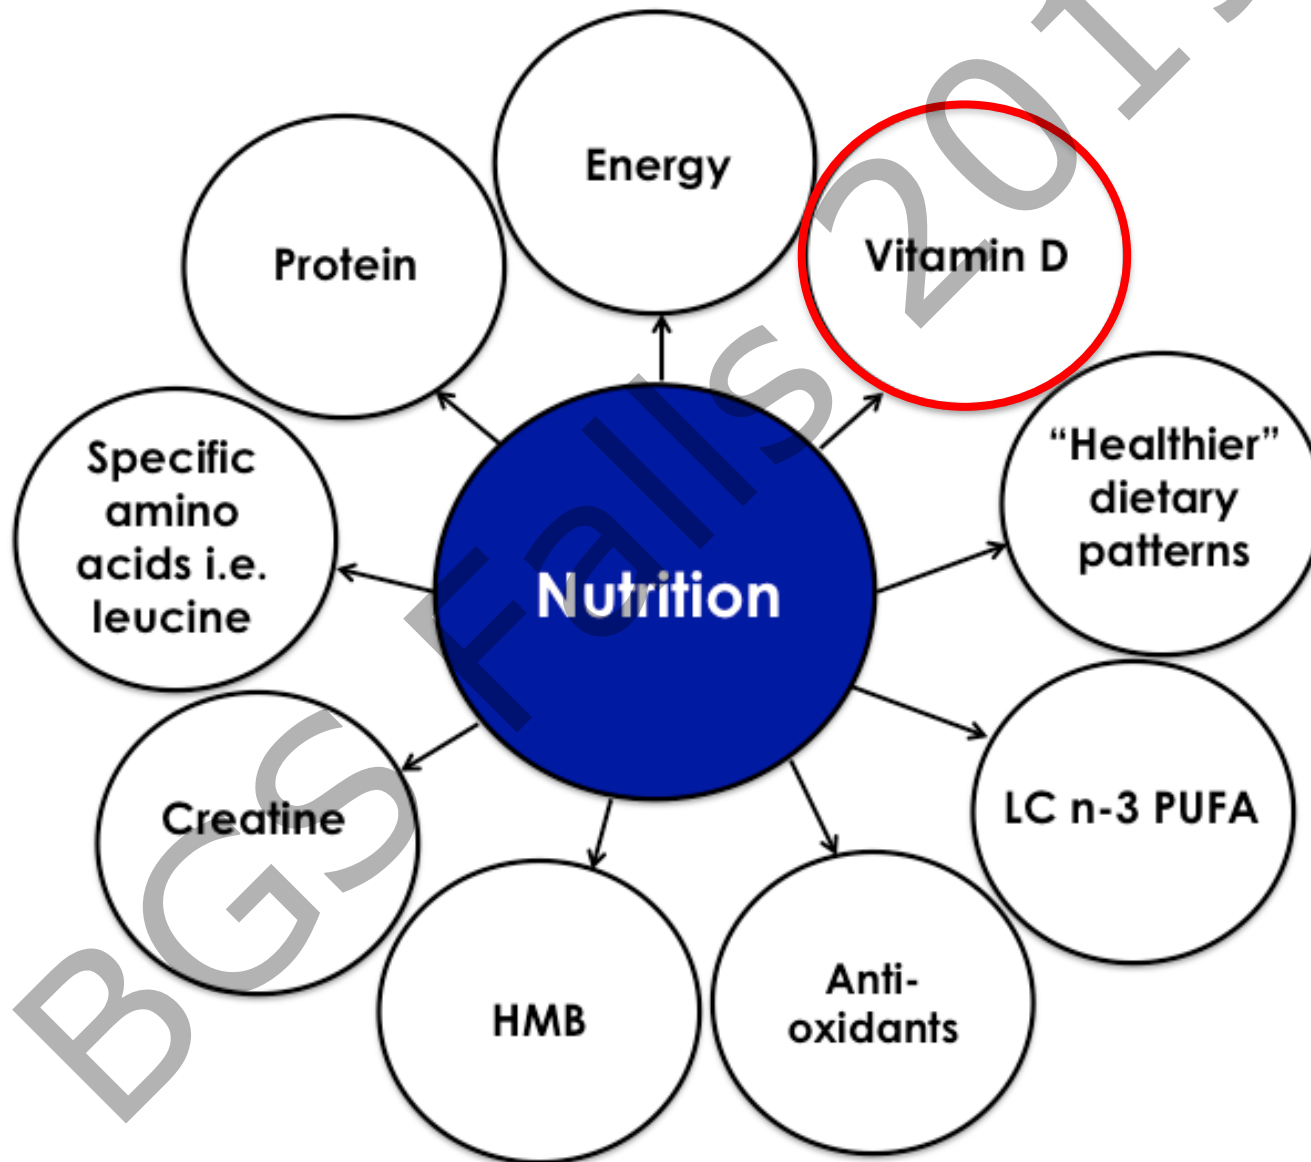 Energy
Vitamin D
"Healthier"
dietary
patterns
LC n-3 PUFA
Anti-
oxidants
HMB
Creatine
Specific
amino
acids i.e.
leucine
Protein
Nutrition
BGS Falls 201